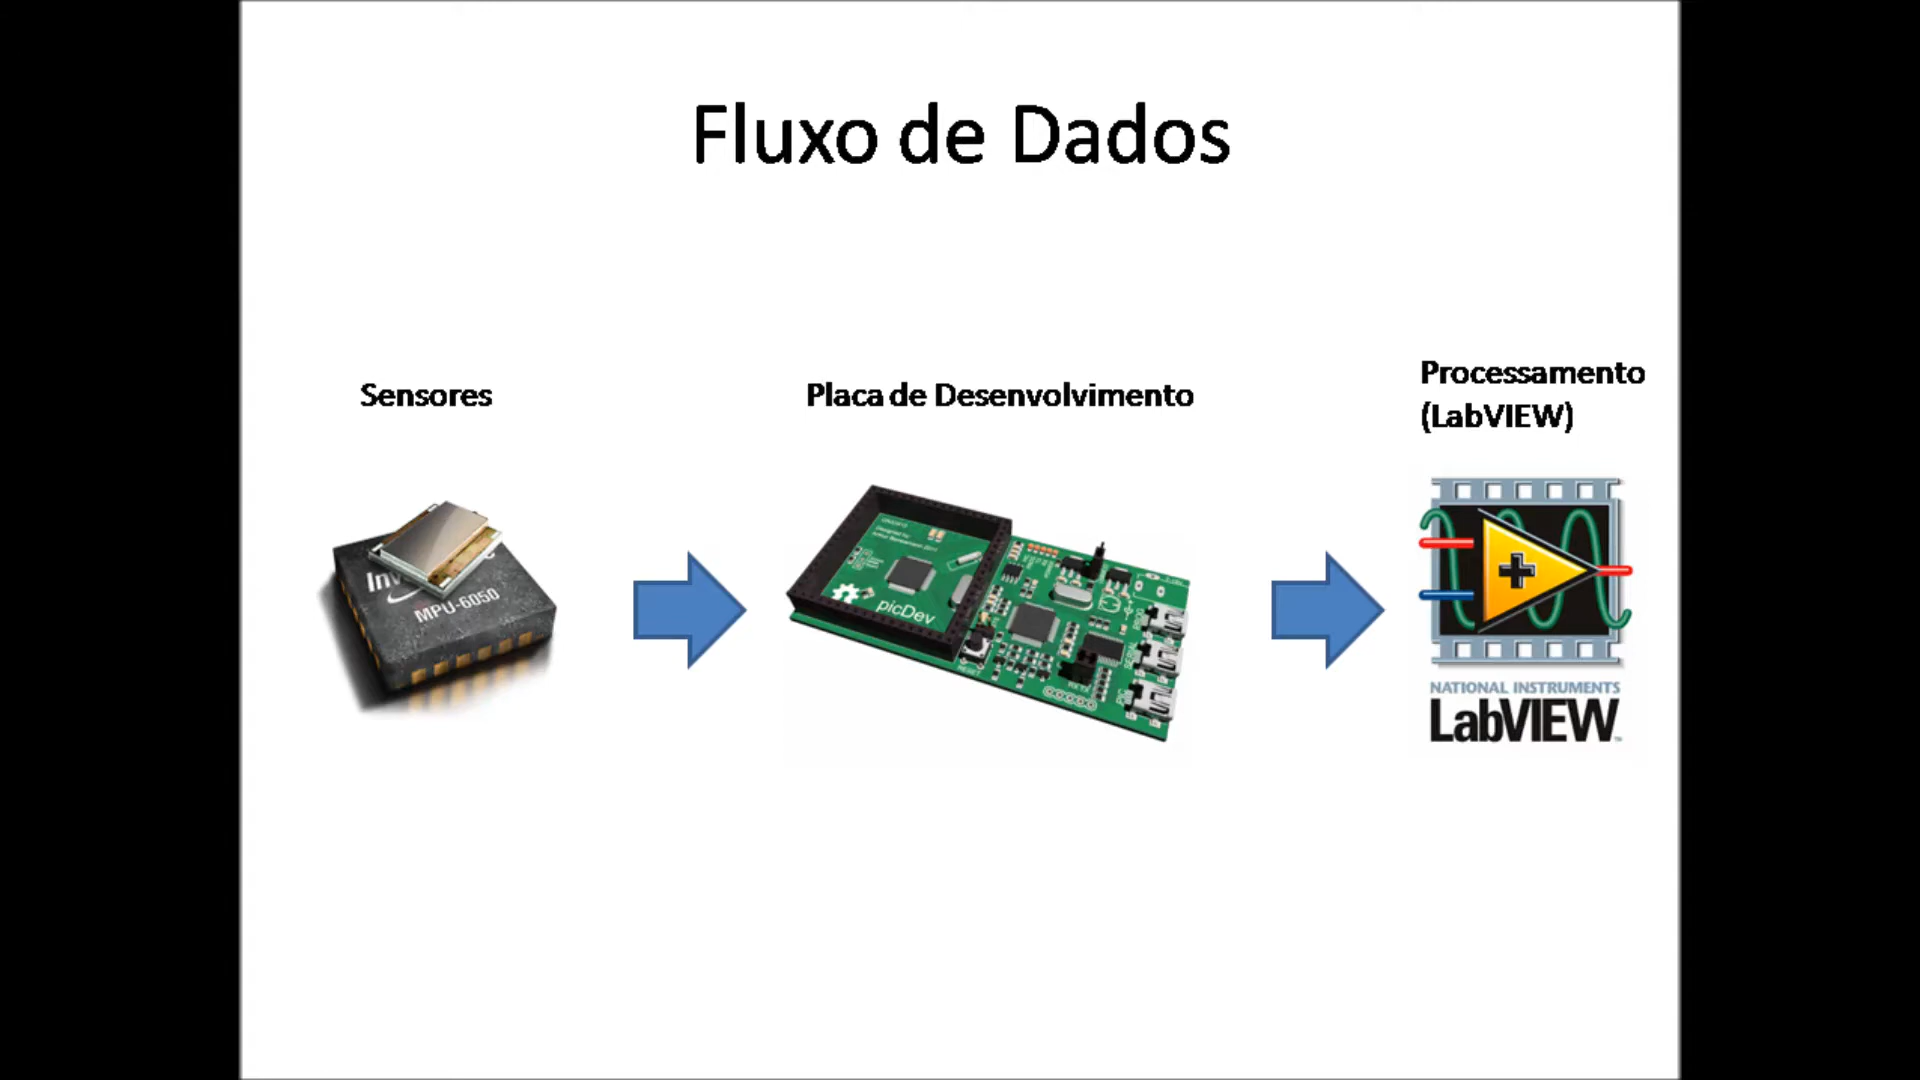 Fluxo de Dados
Sensores
Placa de Desenvolvimento
Processamento
(LabVIEW)
MPU-6050
picDev
NATIONAL INSTRUMENTS
LabVIEW